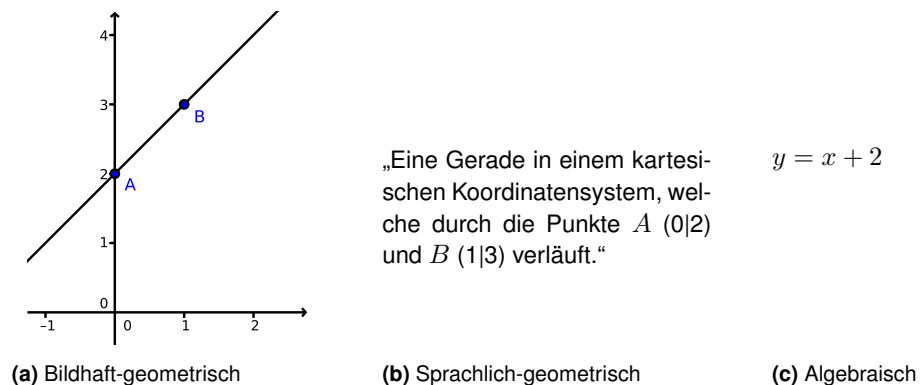 4
3
B
2
A
1
0
–1
0
1
2
„Eine Gerade in einem kartesi-
schen Koordinatensystem, wel-
che durch die Punkte A (0|2)
und B (1|3) verläuft.“
y = x + 2
(a) Bildhaft-geometrisch
(b) Sprachlich-geometrisch
(c) Algebraisch